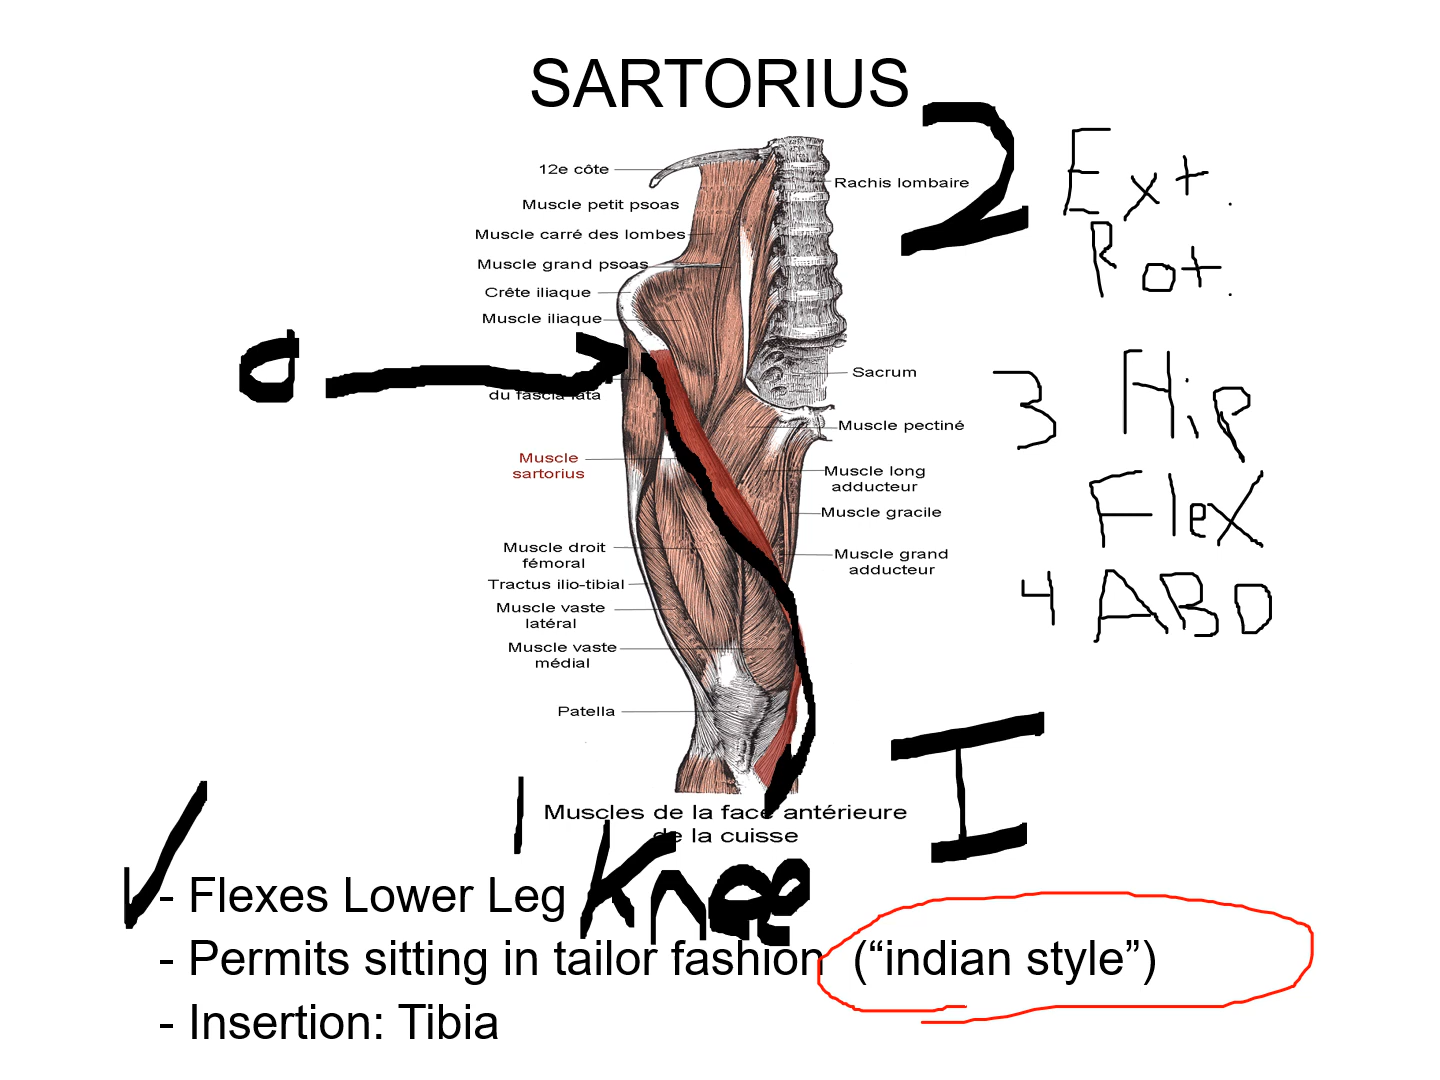 SARTORIUS
2 Ext.
Rot.
3 Hip
Flex
4 ABD
12e côte
Rachis lombaire
Muscle petit psoas
Muscle carré des lombes
Muscle grand psoas
Crête iliaque
Muscle iliaque
O
Sacrum
du fascia lata
Muscle pectiné
Muscle
sartorius
Muscle long
adducteur
Muscle gracile
Muscle droit
fémoral
Muscle grand
adducteur
Tractus ilio-tibial
Muscle vaste
latéral
Muscle vaste
médial
Patella
I
Muscles de la face antérieure
de la cuisse
1
- Flexes Lower Leg Knee
- Permits sitting in tailor fashion (“indian style”)
- Insertion: Tibia